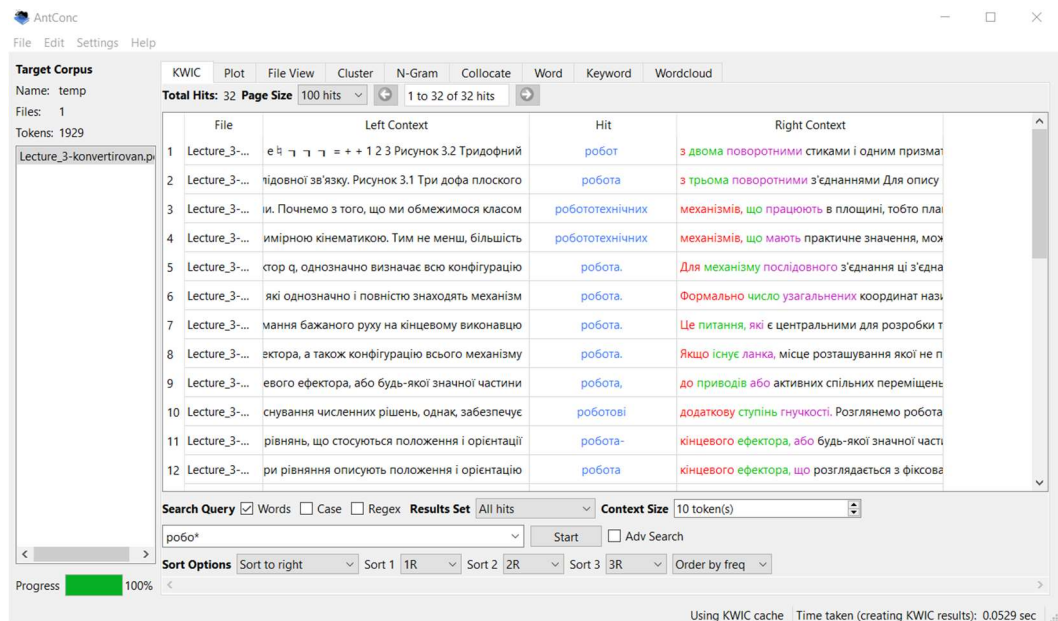 AntConc
File Edit Settings Help
Target Corpus
Name: temp
Files: 1
Tokens: 1929
Lecture_3-konvertirovan.p
Progress 100%
KWIC Plot File View Cluster N-Gram Collocate Word Keyword Wordcloud
Total Hits: 32 Page Size 100 hits 1 to 32 of 32 hits
File Left Context Hit Right Context
1 Lecture_3-... = + + 1 2 3 Рисунок 3.2 Тридофний робот з двома поворотними стиками і одним призмат
2 Lecture_3-... лідовної зв'язку. Рисунок 3.1 Три дофа плоского робота з трьома поворотними з'єднаннями Для опису
3 Lecture_3-... и. Почнемо з того, що ми обмежимося класом робототехнічних механізмів, що працюють в площині, тобто пла
4 Lecture_3-... имірною кінематикою. Тим не менш, більшість робототехнічних механізмів, що мають практичне значення, мож
5 Lecture_3-... ктор q, однозначно визначає всю конфігурацію робота. Для механізму послідовного з'єднання ці з'єдна
6 Lecture_3-... які однозначно і повністю знаходять механізм робота. Формально число узагальнених координат нази
7 Lecture_3-... мання бажаного руху на кінцевому виконавцю робота. Це питання, які є центральними для розробки т
8 Lecture_3-... ектора, а також конфігурацію всього механізму робота. Якщо існує ланка, місце розташування якої не п
9 Lecture_3-... евого ефектора, або будь-якої значної частини робота, до приводів або активних спільних переміщень
10 Lecture_3-... снування численних рішень, однак, забезпечує роботові додаткову ступінь гнучкості. Розглянемо робота
11 Lecture_3-... рівнянь, що стосуються положення і орієнтації робота- кінцевого ефектора, або будь-якої значної част
12 Lecture_3-... ри рівняння описують положення і орієнтацію робота кінцевого ефектора, що розглядається з фіксова
Search Query Words Case Regex Results Set All hits Context Size 10 token(s)
робо* Start Adv Search
Sort Options Sort to right Sort 1 1R Sort 2 2R Sort 3 3R Order by freq
Using KWIC cache Time taken (creating KWIC results): 0.0529 sec